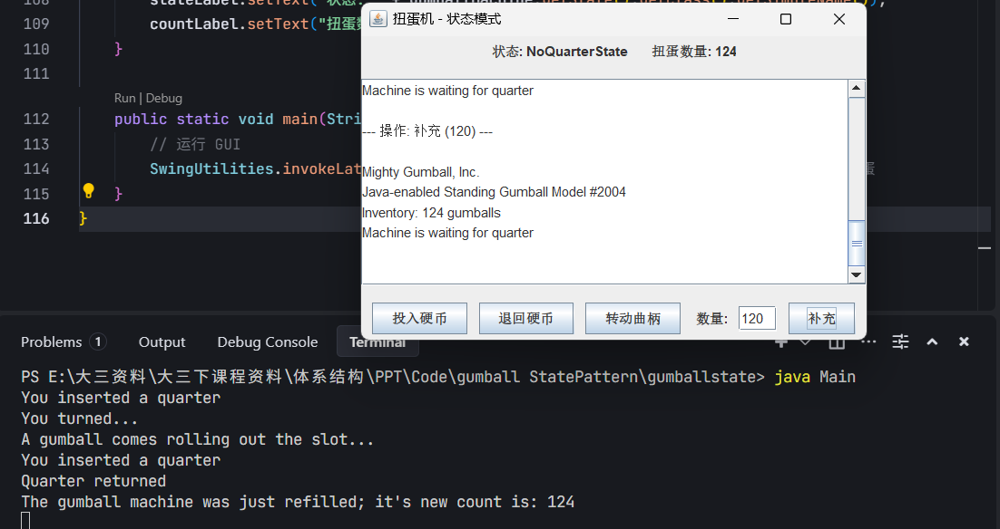 108
109 countLabel.setText("扭蛋数
110 }
111
Run | Debug
112 public static void main(Stri
113 // 运行 GUI
114 SwingUtilities.invokeLat
115 }
116 }
扭蛋机 - 状态模式
状态: NoQuarterState 扭蛋数量: 124
Machine is waiting for quarter
--- 操作: 补充 (120) ---
Mighty Gumball, Inc.
Java-enabled Standing Gumball Model #2004
Inventory: 124 gumballs
Machine is waiting for quarter
投入硬币 退回硬币 转动曲柄 数量: 120 补充
Problems 1 Output Debug Console Terminal
PS E:\大三资料\大三下课程资料\体系结构\PPT\Code\gumball StatePattern\gumballstate> java Main
You inserted a quarter
You turned...
A gumball comes rolling out the slot...
You inserted a quarter
Quarter returned
The gumball machine was just refilled; it's new count is: 124